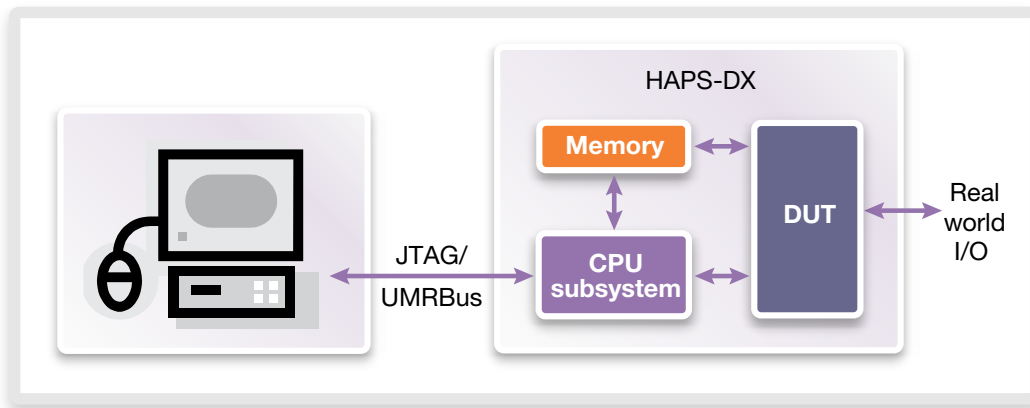 HAPS-DX
Memory
CPU
subsystem
DUT
JTAG/
UMRBus
Real
world
I/O